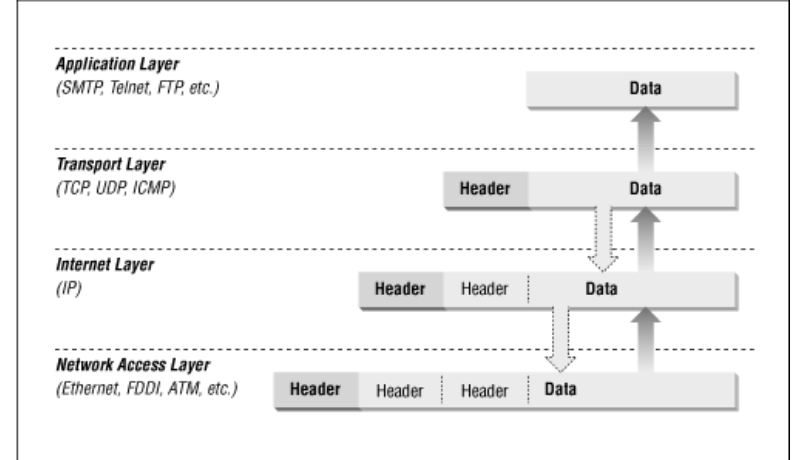 Application Layer
(SMTP, Telnet, FTP, etc.)
Data
Transport Layer
(TCP, UDP, ICMP)
Header Data
Internet Layer
(IP)
Header Header Data
Network Access Layer
(Ethernet, FDDI, ATM, etc.)
Header Header Header Data